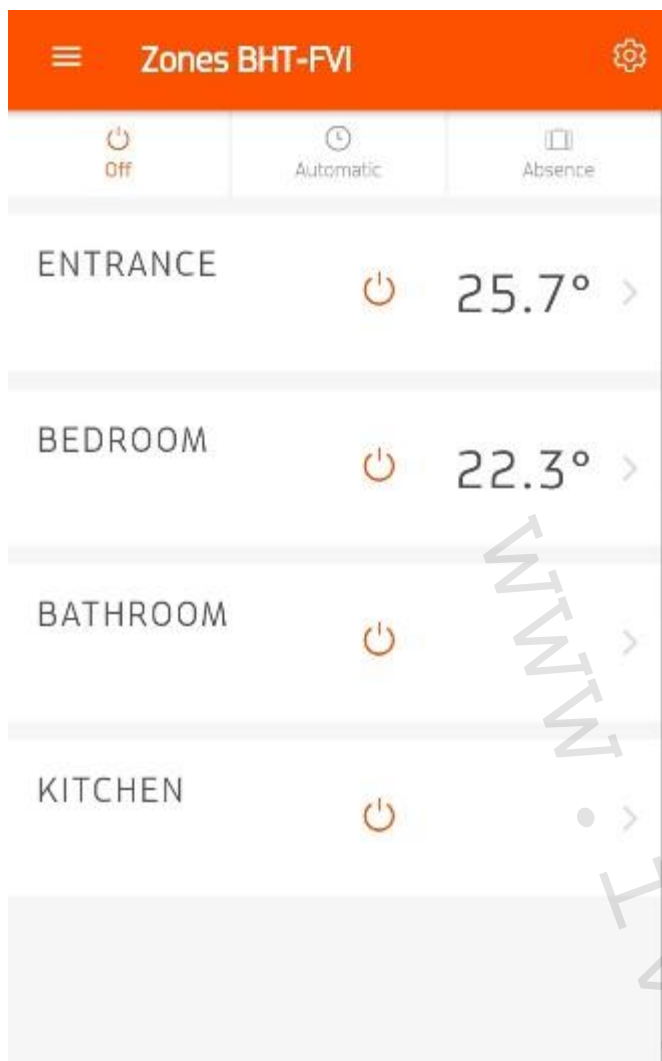 Zones BHT-FVI
Off Automatic Absence
ENTRANCE
25.7°
BEDROOM
22.3°
BATHROOM
KITCHEN